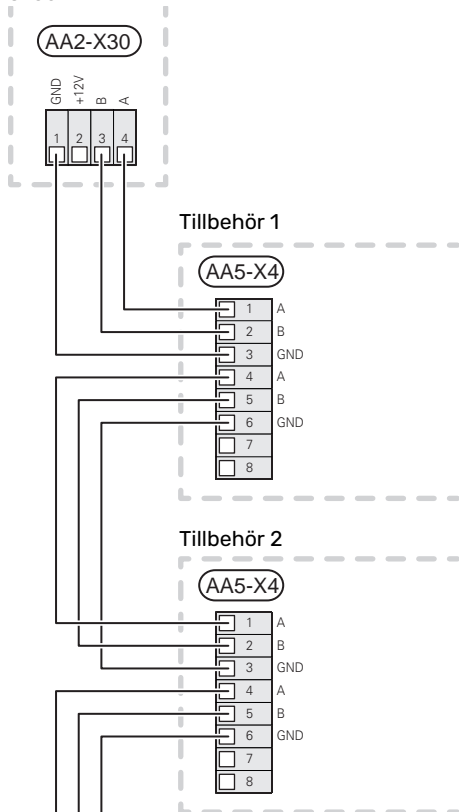 AA2-X30
GND +12V B A
1 2 3 4
Tillbehör 1
AA5-X4
1 A
2 B
3 GND
4 A
5 B
6 GND
7
8
Tillbehör 2
AA5-X4
1 A
2 B
3 GND
4 A
5 B
6 GND
7
8